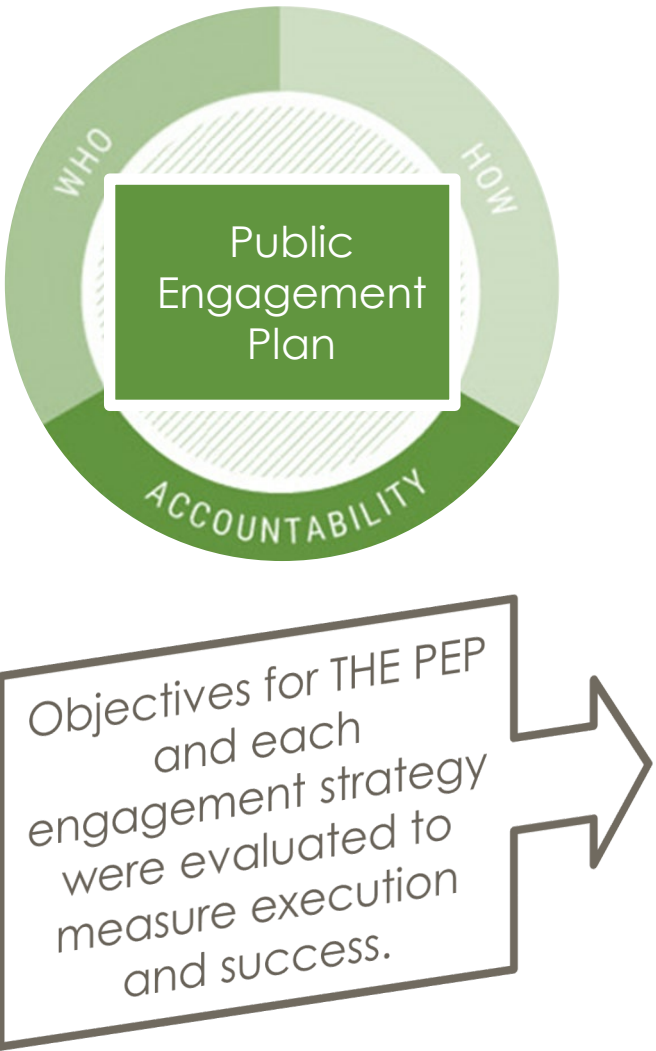 WHO
HOW
Public
Engagement
Plan
ACCOUNTABILITY
Objectives for THE PEP
and each
engagement strategy
were evaluated to
measure execution
and success.